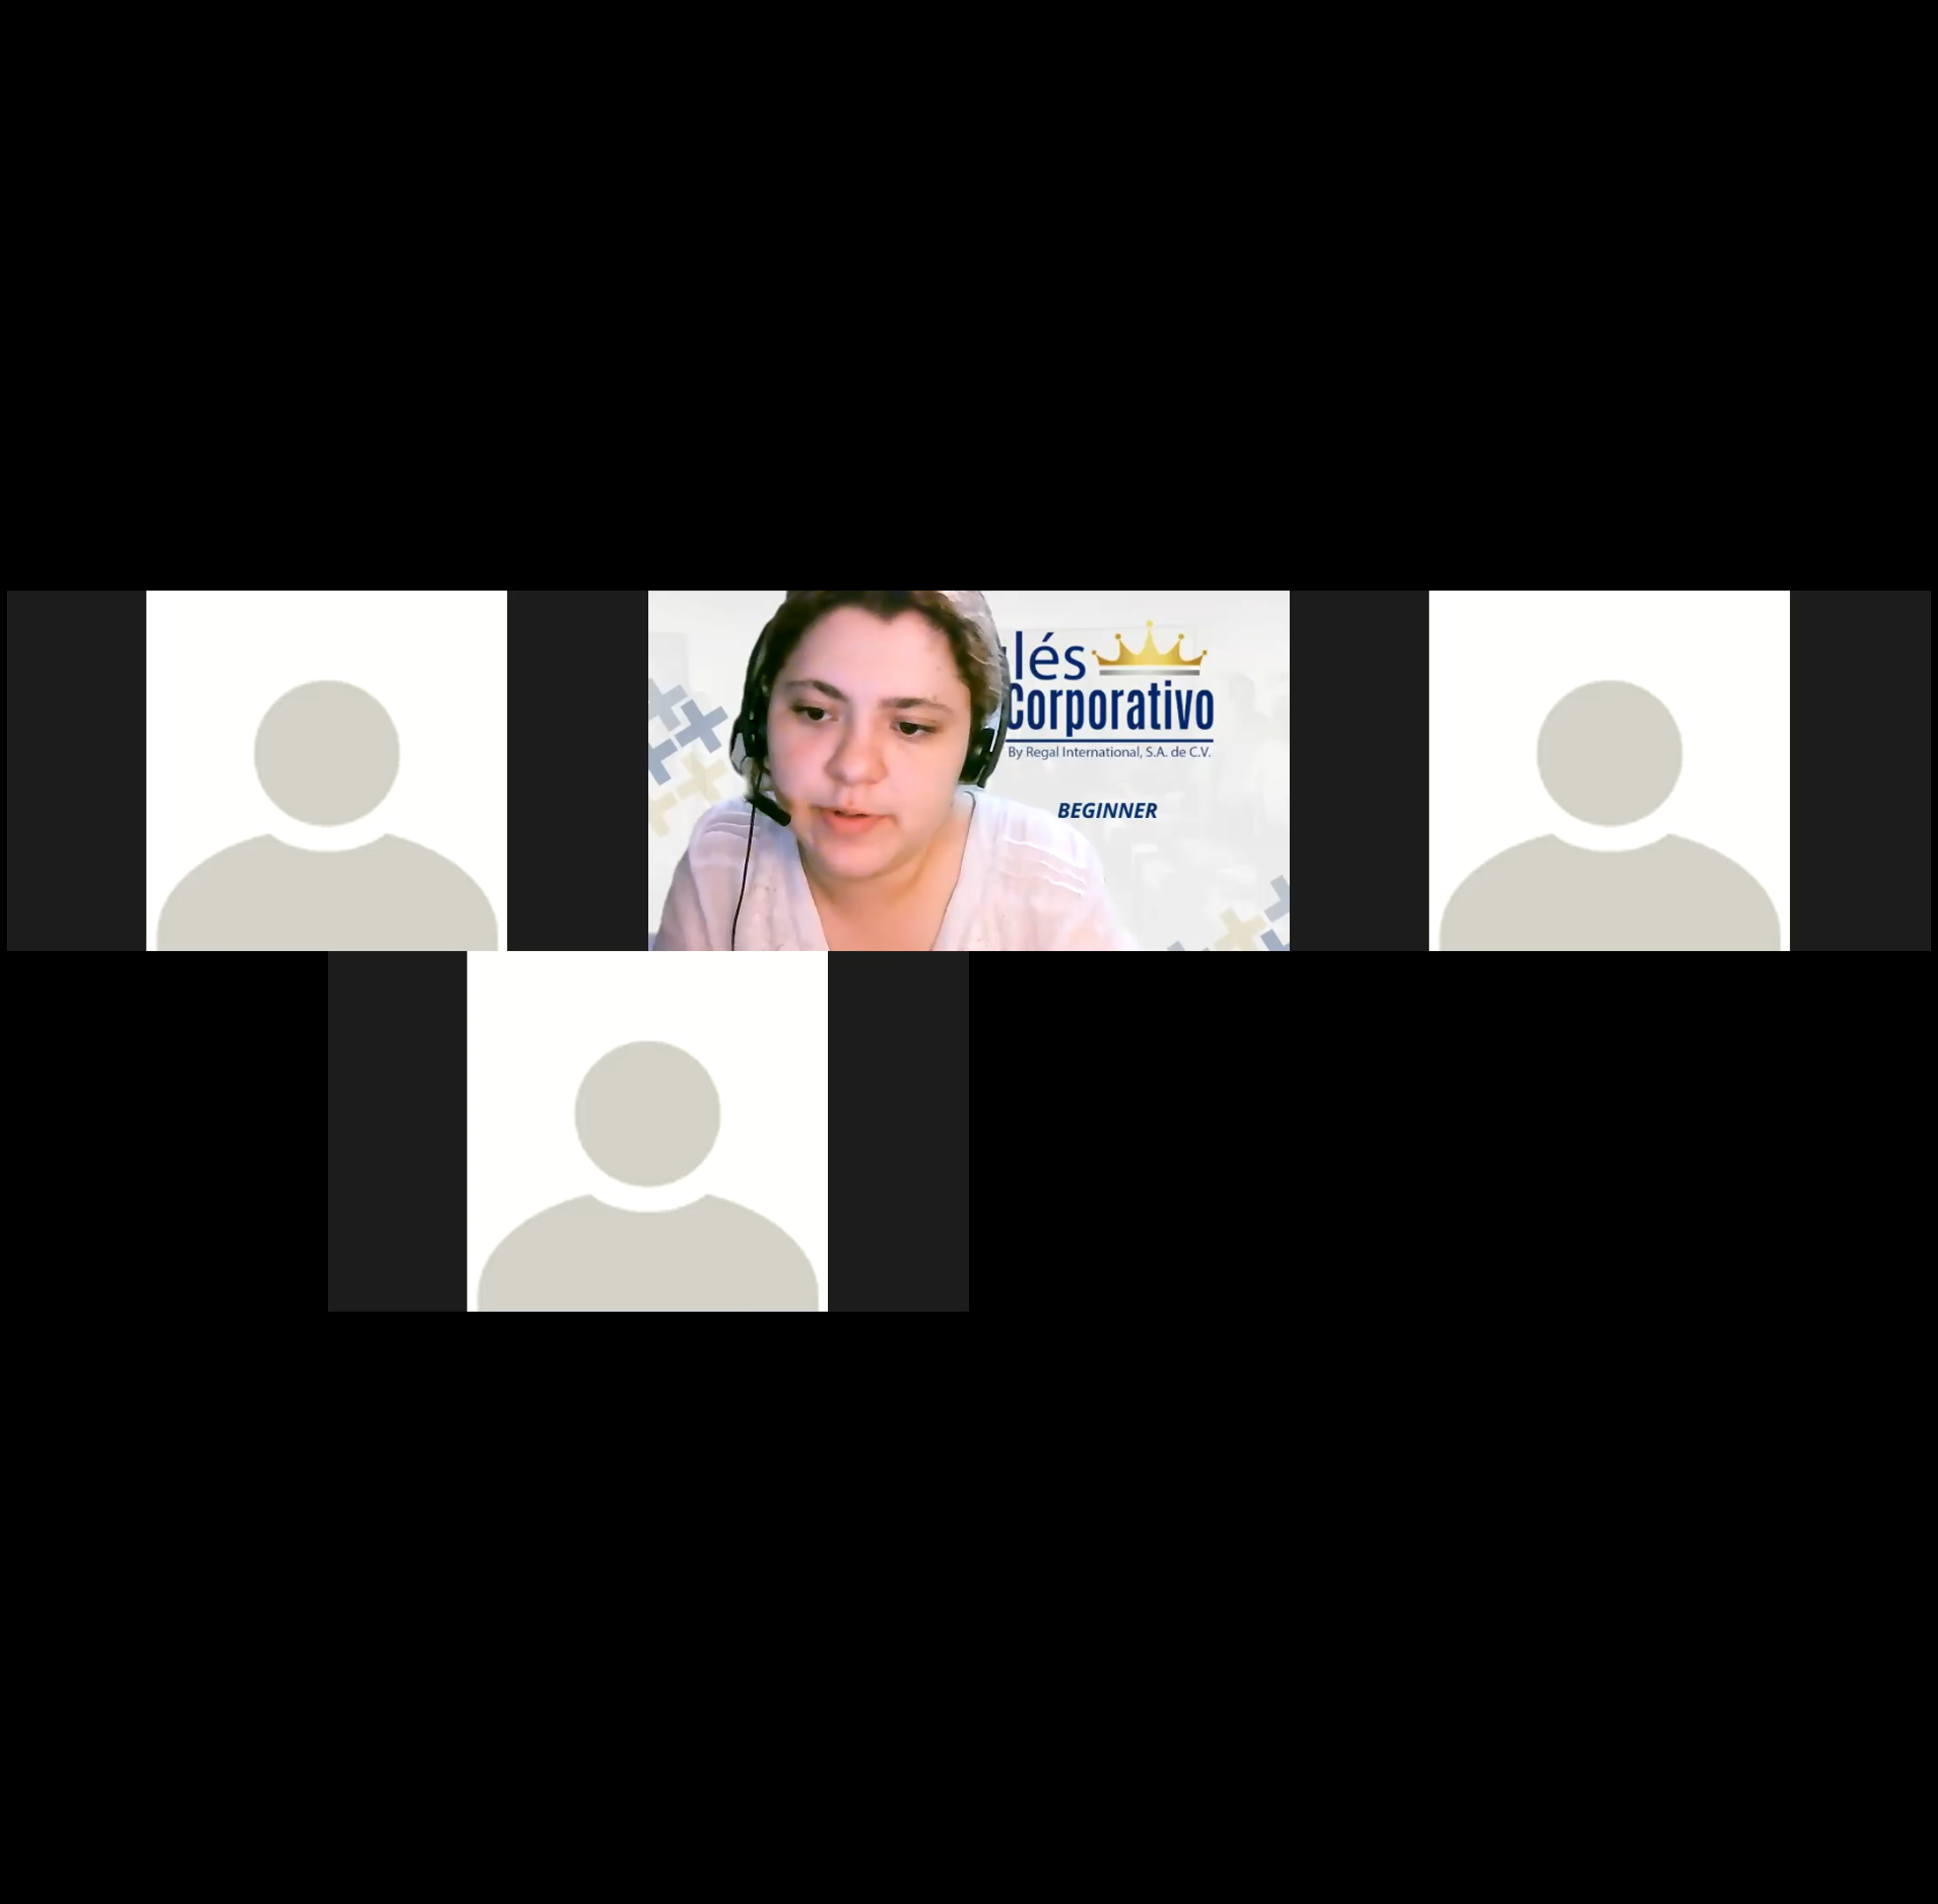 lés
Corporativo
By Regal International, S.A. de C.V.
BEGINNER